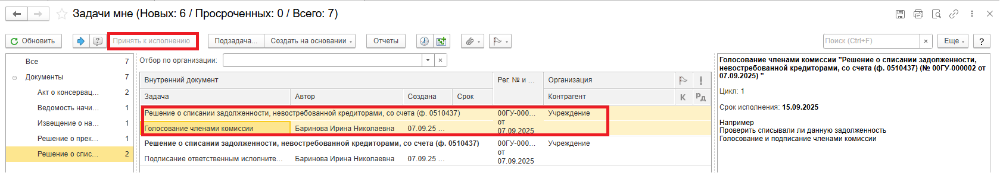 Задачи мне (Новых: 6 / Просроченных: 0 / Всего: 7)
Обновить Принять к исполнению Подзадача... Создать на основании Отчеты Поиск (Ctrl+F) × Еще ?
Все 7
Документы 7
Акт о консервац... 2
Ведомость начи... 1
Извещение о на... 1
Решение о прек... 1
Решение о спис... 2
Отбор по организации:
Внутренний документ Рег. № и ... Организация
Задача Автор Создана Срок Контрагент К Рд
Решение о списании задолженности, невостребованной кредиторами, со счета (ф. 0510437) 00ГУ-000... Учреждение
от
Голосование членами комиссии Баринова Ирина Николаевна 07.09.25 ... 07.09.2025
Решение о списании задолженности, невостребованной кредиторами, со счета (ф. 0510437) 00ГУ-000... Учреждение
от
Подписание ответственным исполните... Баринова Ирина Николаевна 07.09.25 ... 07.09.2025
Голосование членами комиссии "Решение о списании задолженности,
невостребованной кредиторами, со счета (ф. 0510437) (№ 00ГУ-000002 от
07.09.2025) "
Цикл: 1
Срок исполнения: 15.09.2025
Например
Проверить списывали ли данную задолженность
Голосование и подписание членами комиссии